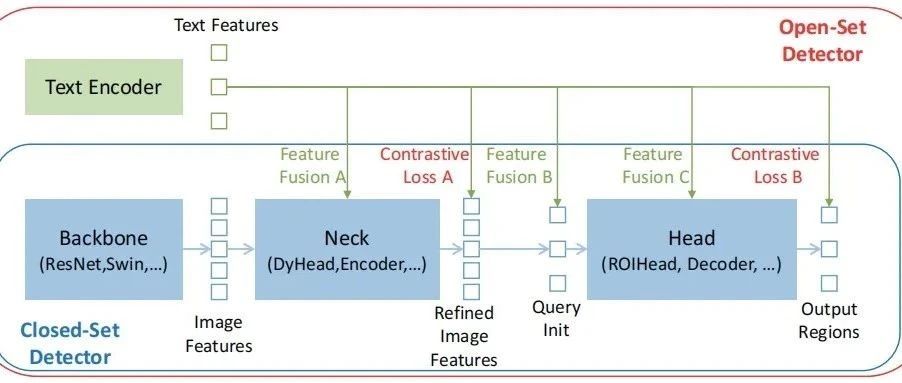 Text Features
Open-Set
Detector
Text Encoder
Feature
Fusion A
Contrastive
Loss A
Feature
Fusion B
Feature
Fusion C
Contrastive
Loss B
Backbone
(ResNet,Swin,...)
Neck
(DyHead,Encoder,...)
Head
(ROIHead, Decoder, ...)
Image
Features
Refined
Image
Features
Query
Init
Output
Regions
Closed-Set
Detector